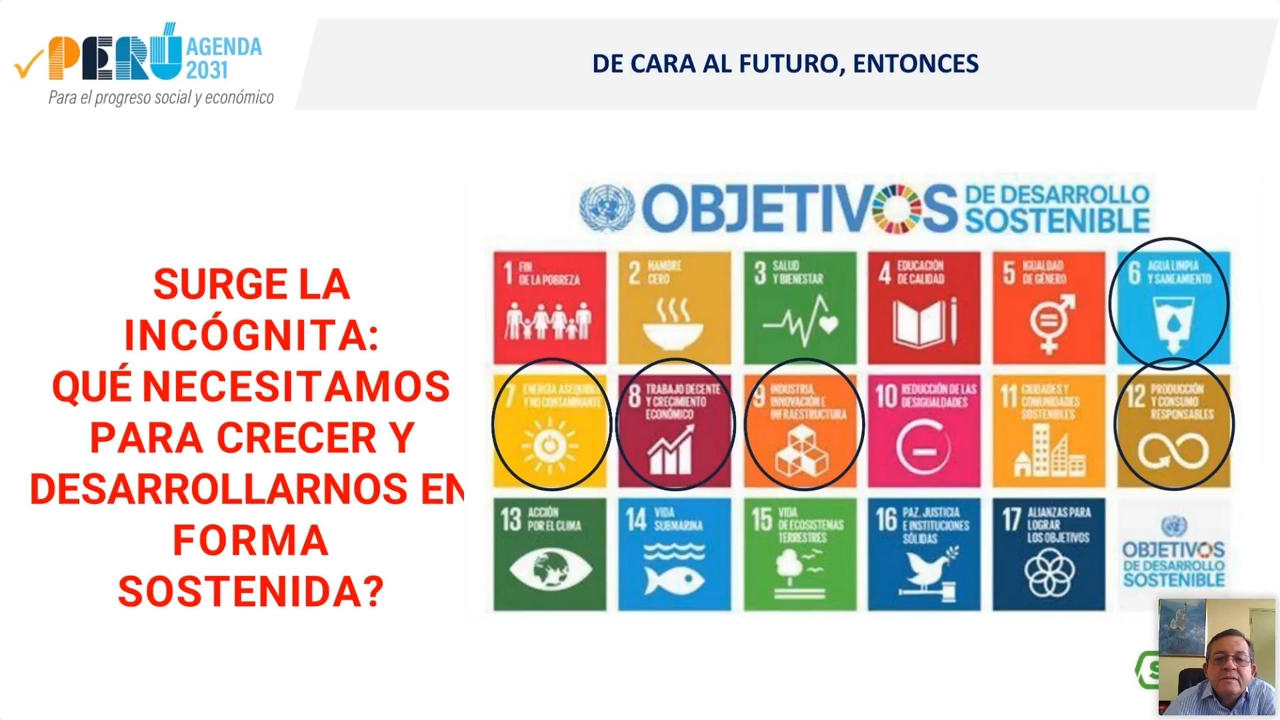 PERÚ AGENDA
2031
Para el progreso social y económico
DE CARA AL FUTURO, ENTONCES
SURGE LA
INCÓGNITA:
QUÉ NECESITAMOS
PARA CRECER Y
DESARROLLARNOS EN
FORMA
SOSTENIDA?
OBJETIVOS DE DESARROLLO
SOSTENIBLE
1 FIN
DE LA POBREZA
2 HAMBRE
CERO
3 SALUD
Y BIENESTAR
4 EDUCACIÓN
DE CALIDAD
5 IGUALDAD
DE GÉNERO
6 AGUA LIMPIA
Y SANEAMIENTO
7 ENERGÍA ASEQUIBLE
Y NO CONTAMINANTE
8 TRABAJO DECENTE
Y CRECIMIENTO
ECONÓMICO
9 INDUSTRIA,
INNOVACIÓN E
INFRAESTRUCTURA
10 REDUCCIÓN DE LAS
DESIGUALDADES
11 CIUDADES Y
COMUNIDADES
SOSTENIBLES
12 PRODUCCIÓN
Y CONSUMO
RESPONSABLES
13 ACCIÓN
POR EL CLIMA
14 VIDA
SUBMARINA
15 VIDA
DE ECOSISTEMAS
TERRESTRES
16 PAZ, JUSTICIA
E INSTITUCIONES
SÓLIDAS
17 ALIANZAS PARA
LOGRAR
LOS OBJETIVOS
OBJETIVOS
DE DESARROLLO
SOSTENIBLE